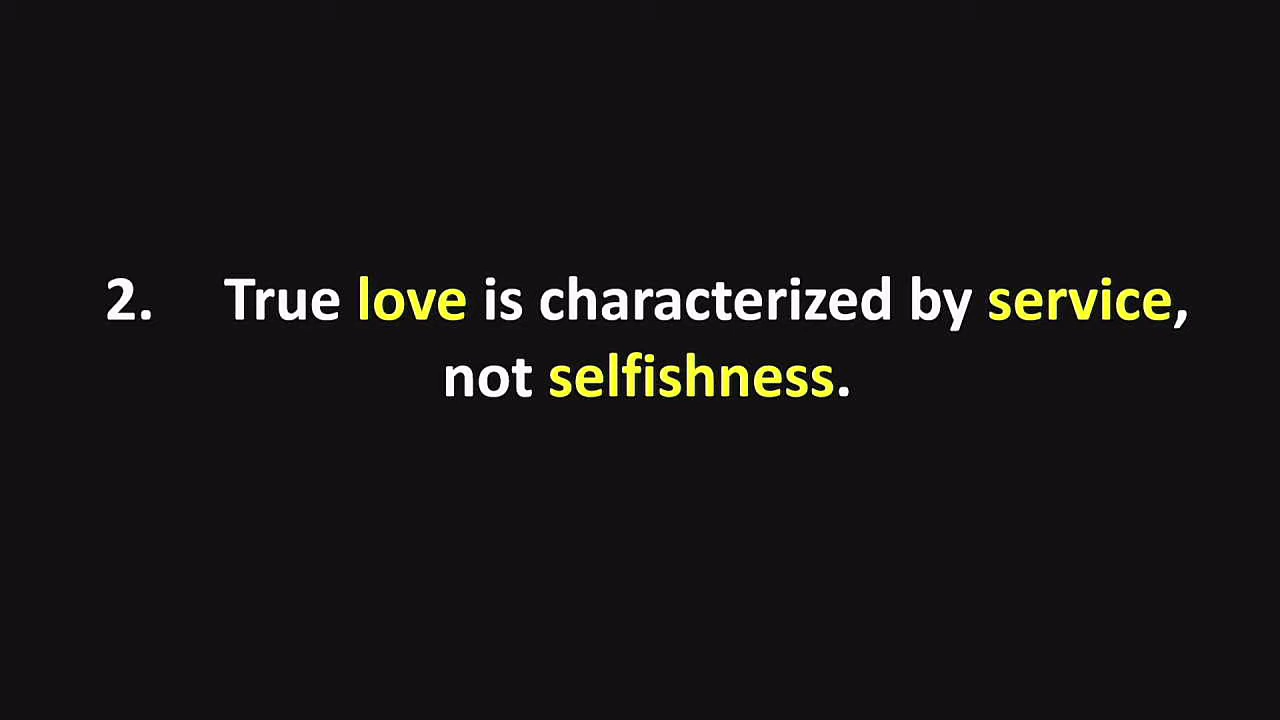 2. True love is characterized by service,
not selfishness.